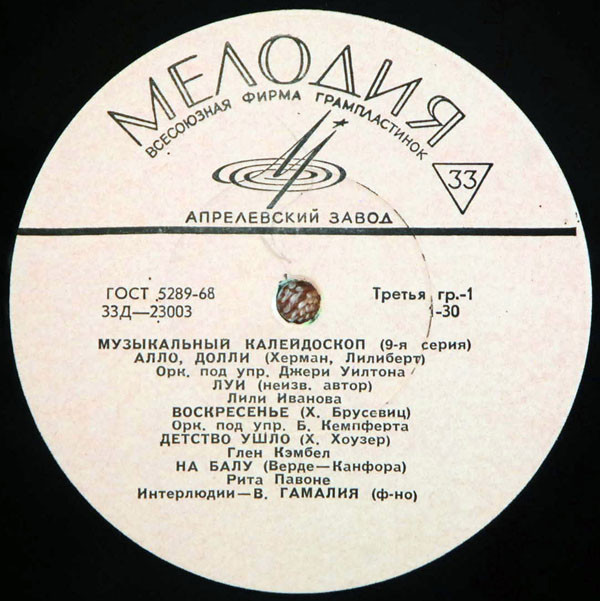 МЕЛОДИЯ
ВСЕСОЮЗНАЯ ФИРМА ГРАМПЛАСТИНОК
33
АПРЕЛЕВСКИЙ ЗАВОД
ГОСТ 5289-68 Третья гр.-1
33Д—23003 1-30
МУЗЫКАЛЬНЫЙ КАЛЕЙДОСКОП (9-я серия)
АЛЛО, ДОЛЛИ (Херман, Лилиберт)
Орк. под упр. Джери Уилтона
ЛУИ (неизв. автор)
Лили Иванова
ВОСКРЕСЕНЬЕ (Х. Брусевиц)
Орк. под упр. Б. Кемпферта
ДЕТСТВО УШЛО (Х. Хоузер)
Глен Кэмбел
НА БАЛУ (Верде—Канфора)
Рита Павоне
Интерлюдии—В. ГАМАЛИЯ (ф-но)